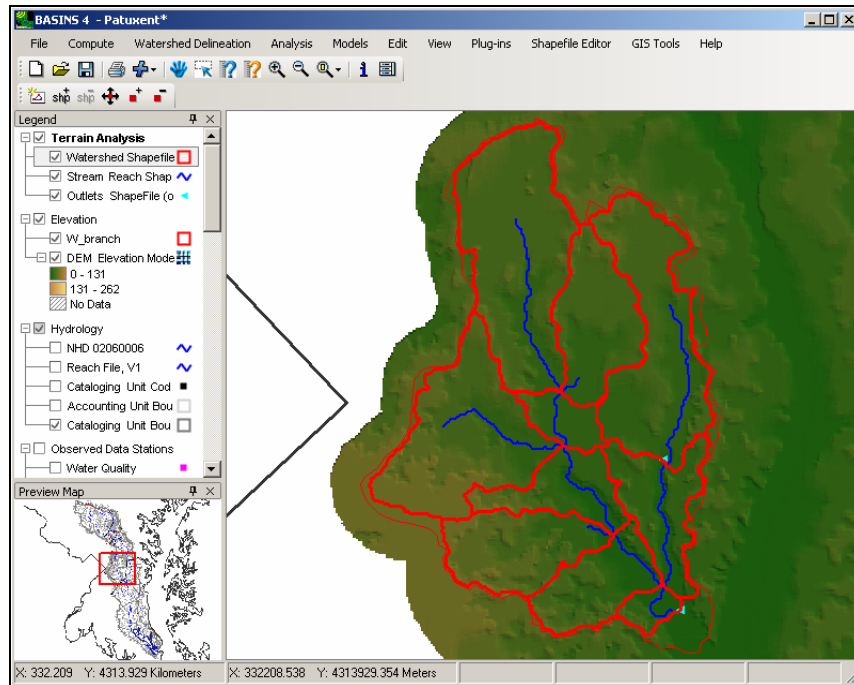 BASINS 4 - Patuxent*
File Compute Watershed Delineation Analysis Models Edit View Plug-ins Shapefile Editor GIS Tools Help
shp shp
Legend
Terrain Analysis
Watershed Shapefile
Stream Reach Shap
Outlets ShapeFile (o
Elevation
W_branch
DEM Elevation Mode
0 - 131
131 - 262
No Data
Hydrology
NHD 02060006
Reach File, V1
Cataloging Unit Cod
Accounting Unit Bou
Cataloging Unit Bou
Observed Data Stations
Water Quality
Preview Map
X: 332.209 Y: 4313.929 Kilometers X: 332208.538 Y: 4313929.354 Meters